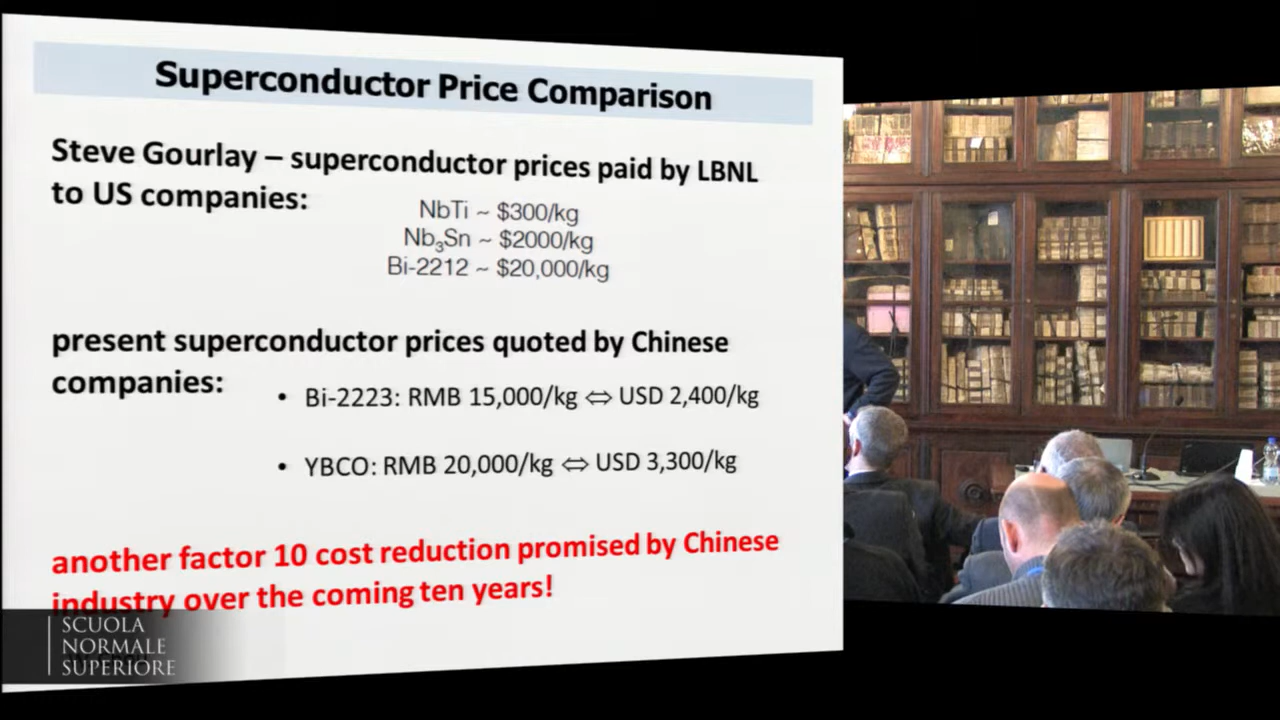 Superconductor Price Comparison
Steve Gourlay – superconductor prices paid by LBNL
to US companies:
NbTi ~ $300/kg
Nb₃Sn ~ $2000/kg
Bi-2212 ~ $20,000/kg
present superconductor prices quoted by Chinese
companies:
• Bi-2223: RMB 15,000/kg ⇔ USD 2,400/kg
• YBCO: RMB 20,000/kg ⇔ USD 3,300/kg
another factor 10 cost reduction promised by Chinese
industry over the coming ten years!
SCUOLA
NORMALE
SUPERIORE